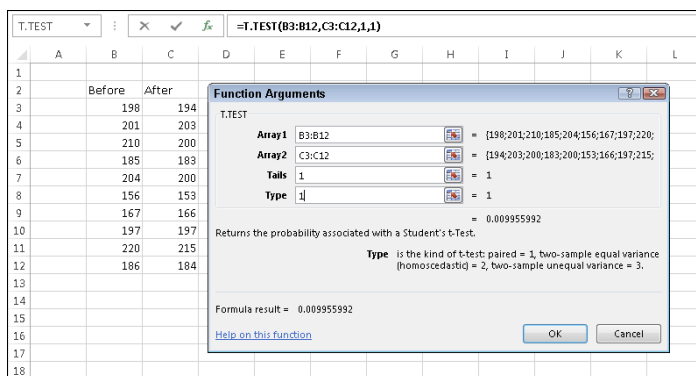 T.TEST fx =T.TEST(B3:B12,C3:C12,1,1)
A B C D E F G H I J K L
1
2 Before After
3 198 194
4 201 203
5 210 200
6 185 183
7 204 200
8 156 153
9 167 166
10 197 197
11 220 215
12 186 184
13
14
15
16
17
18
Function Arguments
T.TEST
Array1 B3:B12 = {198;201;210;185;204;156;167;197;220;
Array2 C3:C12 = {194;203;200;183;200;153;166;197;215;
Tails 1 = 1
Type 1 = 1
= 0.009955992
Returns the probability associated with a Student's t-Test.
Type is the kind of t-test: paired = 1, two-sample equal variance
(homoscedastic) = 2, two-sample unequal variance = 3.
Formula result = 0.009955992
Help on this function
OK Cancel